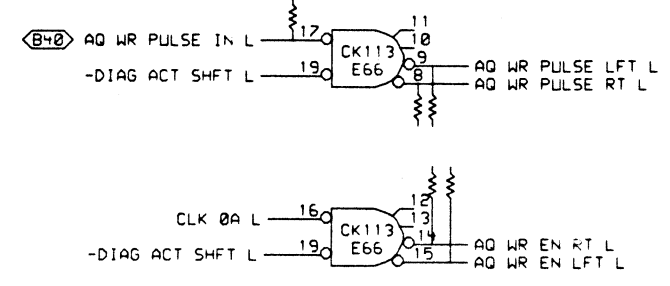 17
11
10
B40 AQ WR PULSE IN L
CK113
9
AQ WR PULSE LFT L
-DIAG ACT SHFT L
19
E66
8
AQ WR PULSE RT L
12
CLK 0A L
16
13
CK113
14
AQ WR EN RT L
-DIAG ACT SHFT L
19
E66
15
AQ WR EN LFT L